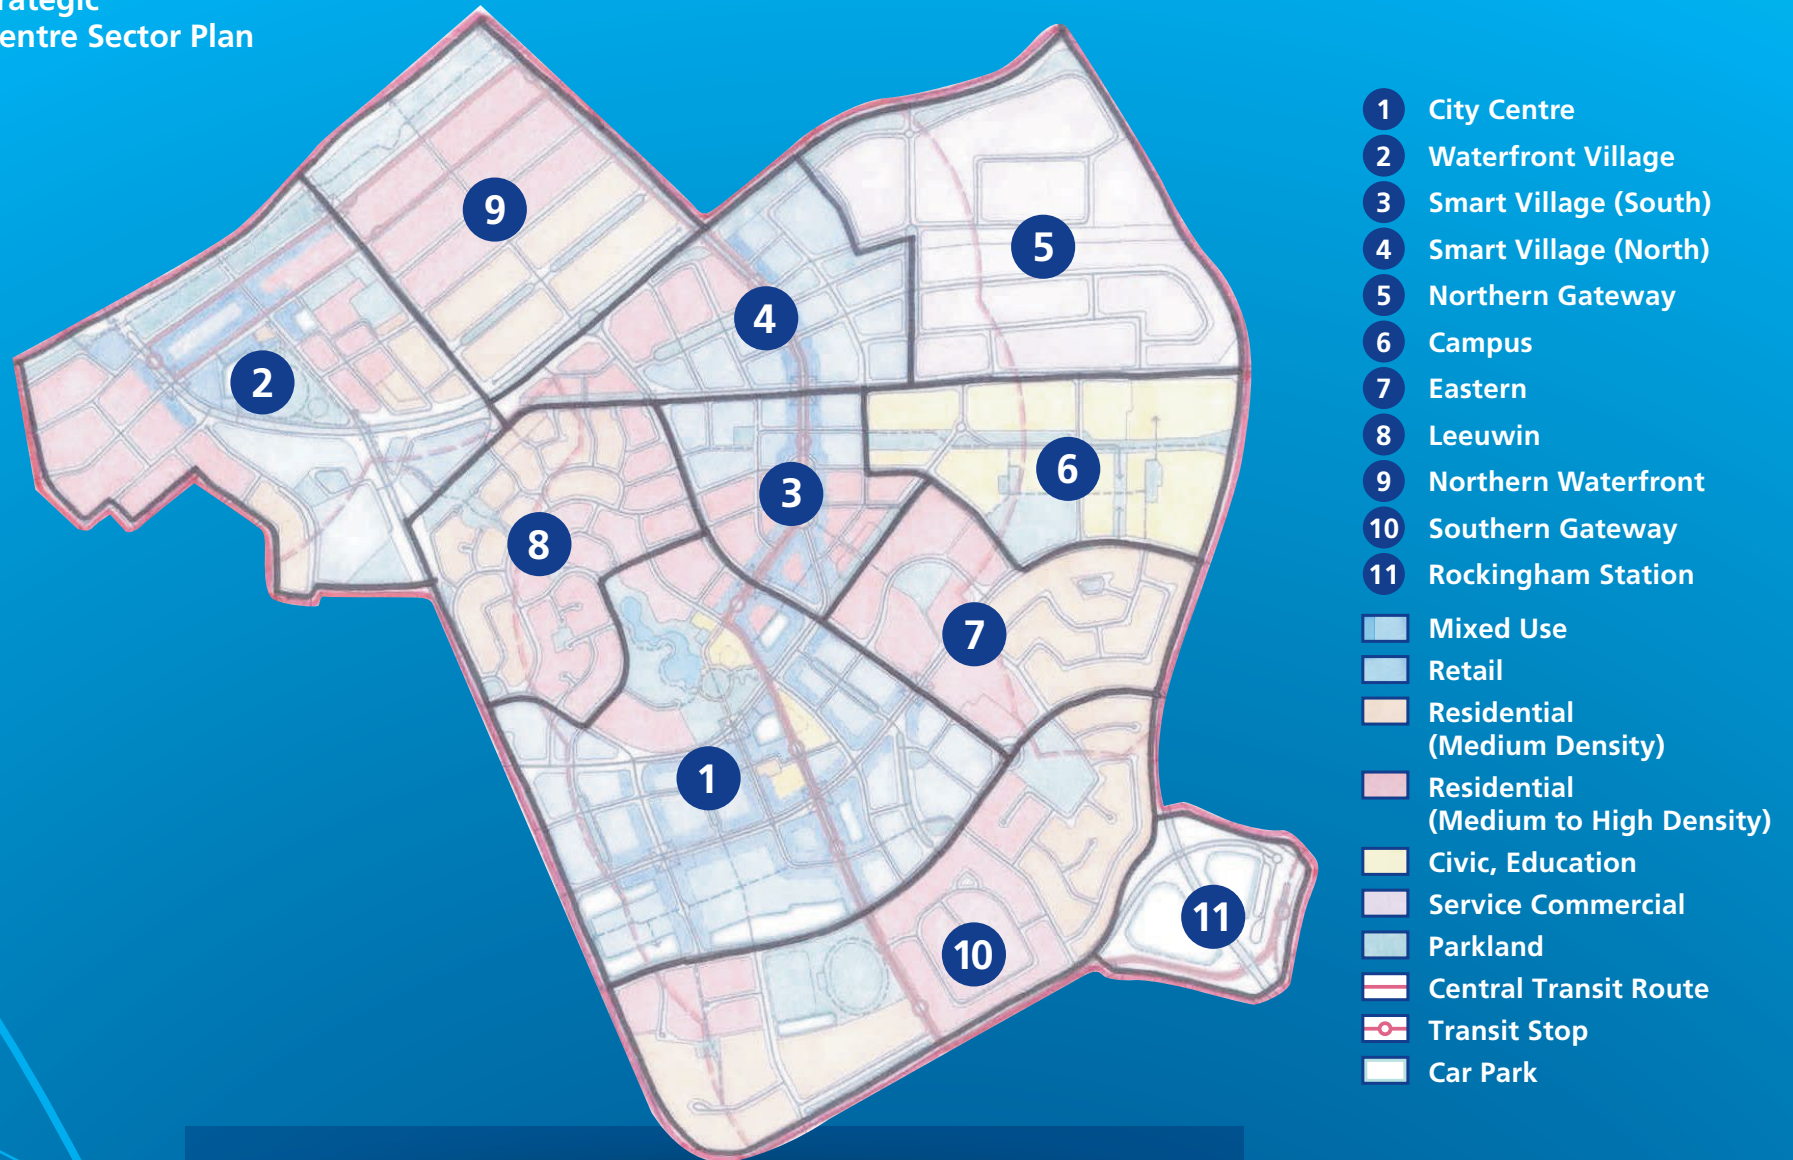 entre Sector Plan
9
5
4
2
6
3
8
7
1
11
10
1 City Centre
2 Waterfront Village
3 Smart Village (South)
4 Smart Village (North)
5 Northern Gateway
6 Campus
7 Eastern
8 Leeuwin
9 Northern Waterfront
10 Southern Gateway
11 Rockingham Station
Mixed Use
Retail
Residential
(Medium Density)
Residential
(Medium to High Density)
Civic, Education
Service Commercial
Parkland
Central Transit Route
Transit Stop
Car Park